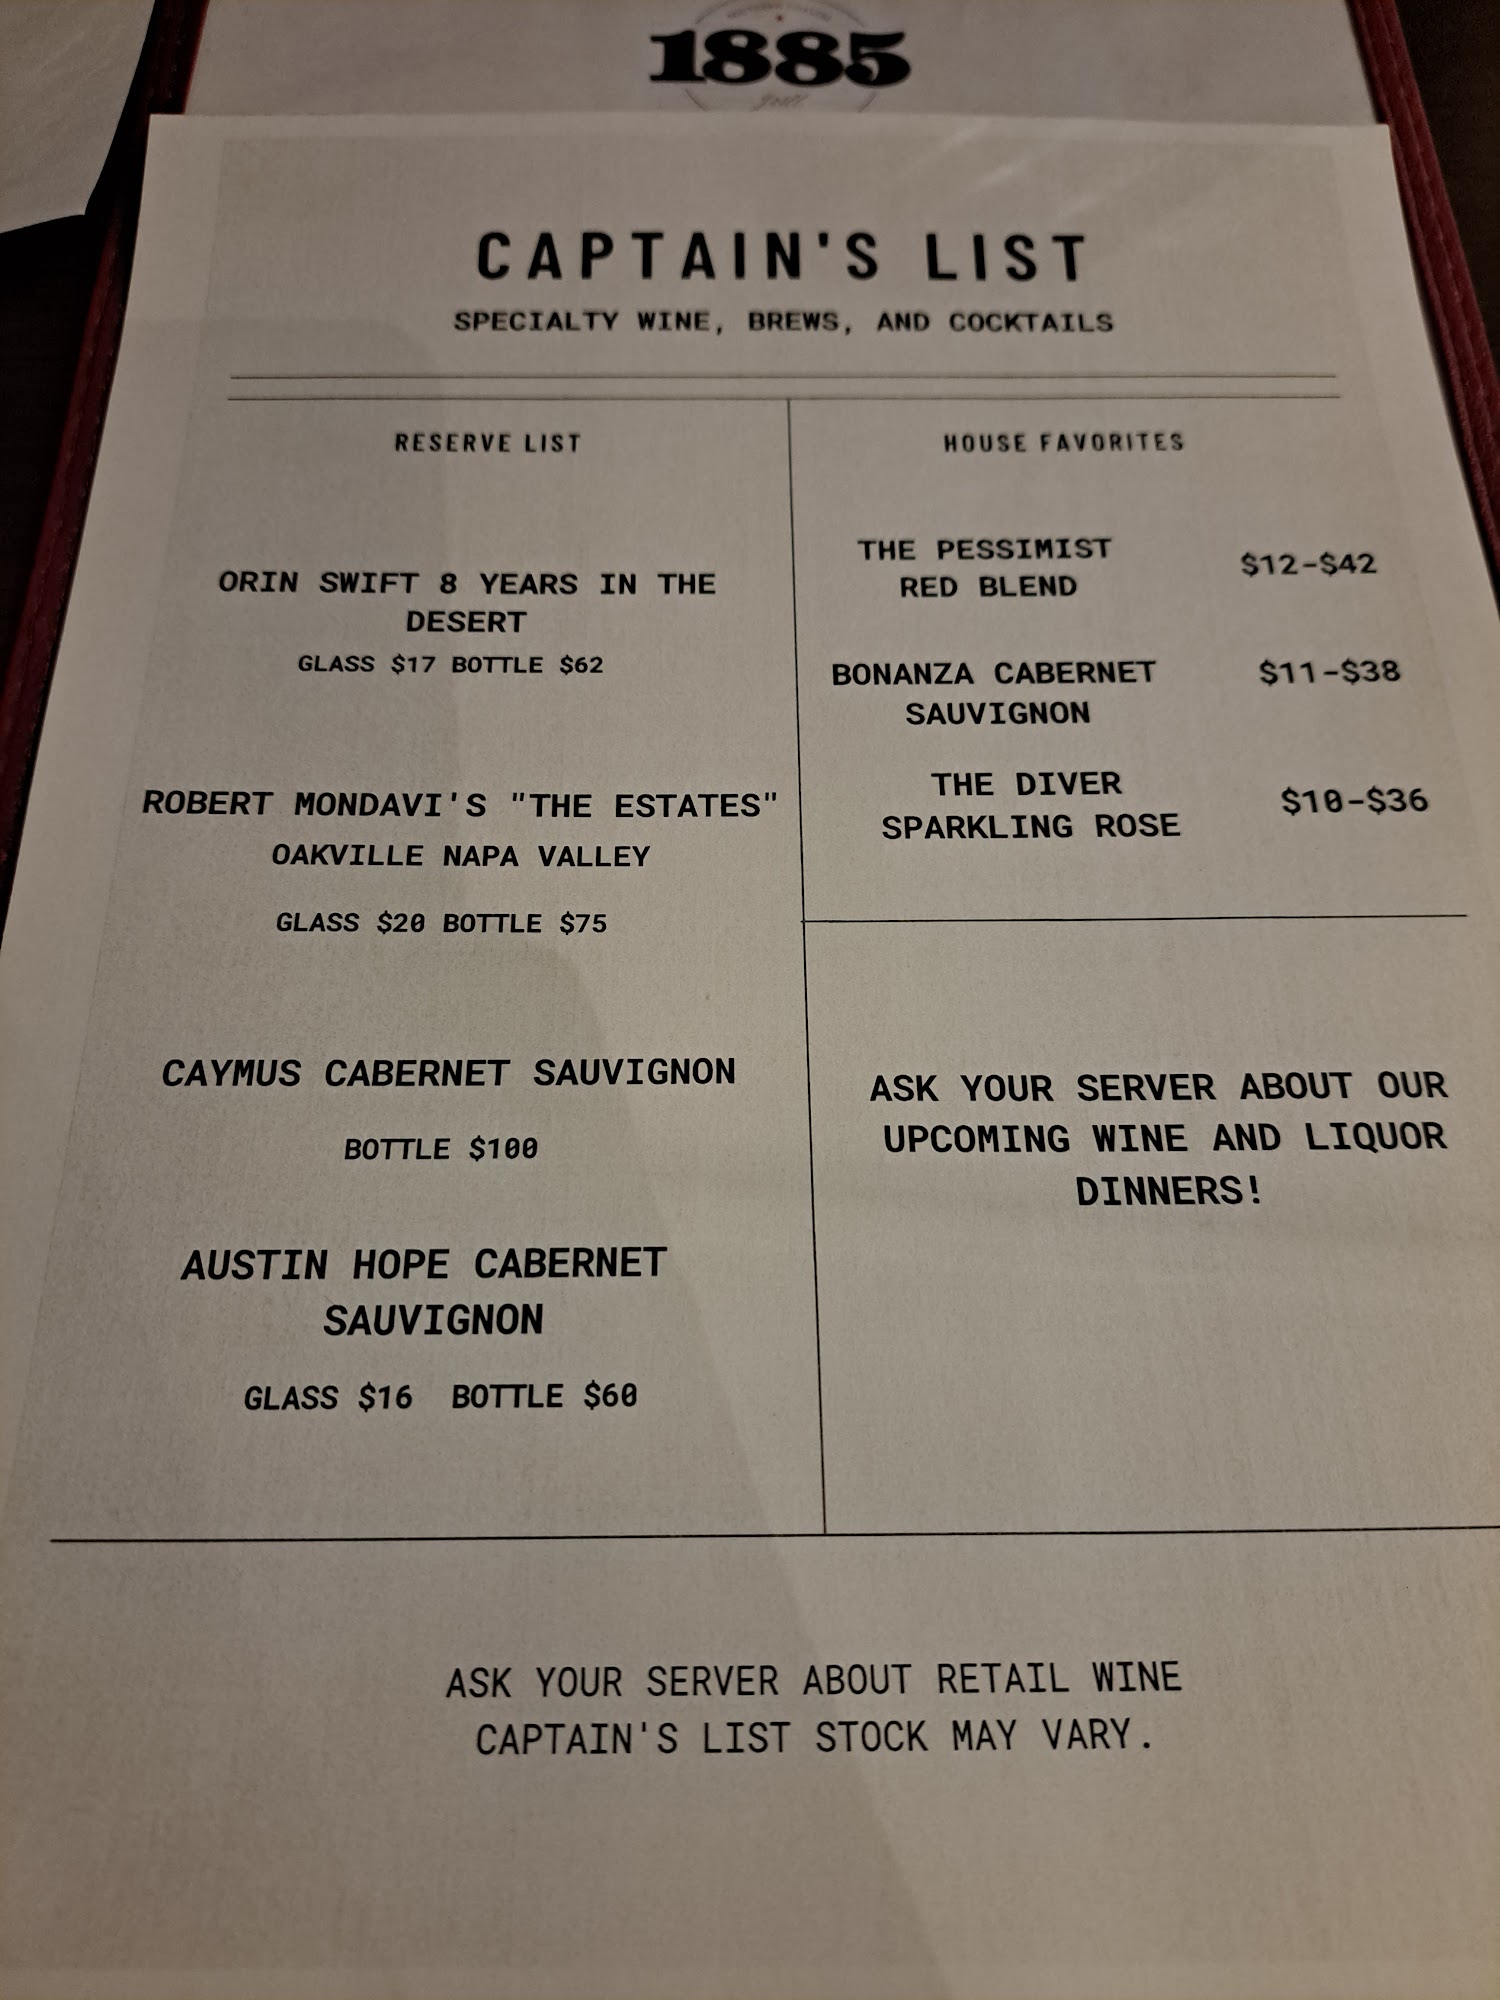 1885
CAPTAIN'S LIST
SPECIALTY WINE, BREWS, AND COCKTAILS
RESERVE LIST
ORIN SWIFT 8 YEARS IN THE
DESERT
GLASS $17 BOTTLE $62
ROBERT MONDAVI'S "THE ESTATES"
OAKVILLE NAPA VALLEY
GLASS $20 BOTTLE $75
CAYMUS CABERNET SAUVIGNON
BOTTLE $100
AUSTIN HOPE CABERNET
SAUVIGNON
GLASS $16 BOTTLE $60
HOUSE FAVORITES
THE PESSIMIST
RED BLEND
$12-$42
BONANZA CABERNET
SAUVIGNON
$11-$38
THE DIVER
SPARKLING ROSE
$10-$36
ASK YOUR SERVER ABOUT OUR
UPCOMING WINE AND LIQUOR
DINNERS!
ASK YOUR SERVER ABOUT RETAIL WINE
CAPTAIN'S LIST STOCK MAY VARY.